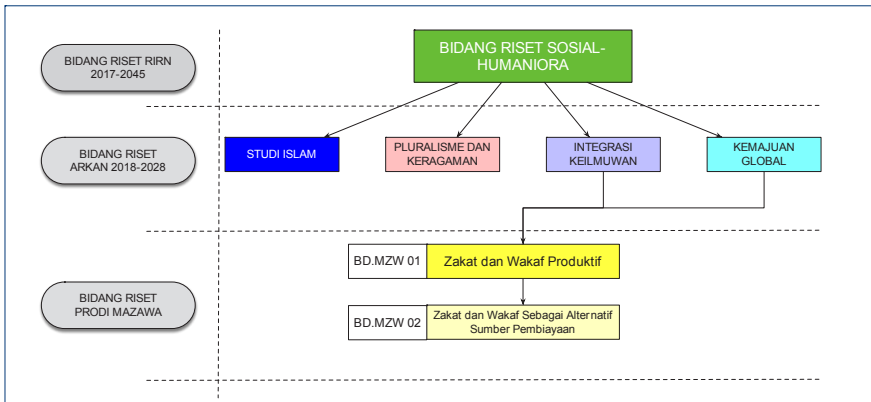 BIDANG RISET RIRN
2017-2045
BIDANG RISET SOSIAL-
HUMANIORA
BIDANG RISET
ARKAN 2018-2028
STUDI ISLAM
PLURALISME DAN
KERAGAMAN
INTEGRASI
KEILMUWAN
KEMAJUAN
GLOBAL
BIDANG RISET
PRODI MAZAWA
BD.MZW 01
Zakat dan Wakaf Produktif
BD.MZW 02
Zakat dan Wakaf Sebagai Alternatif
Sumber Pembiayaan